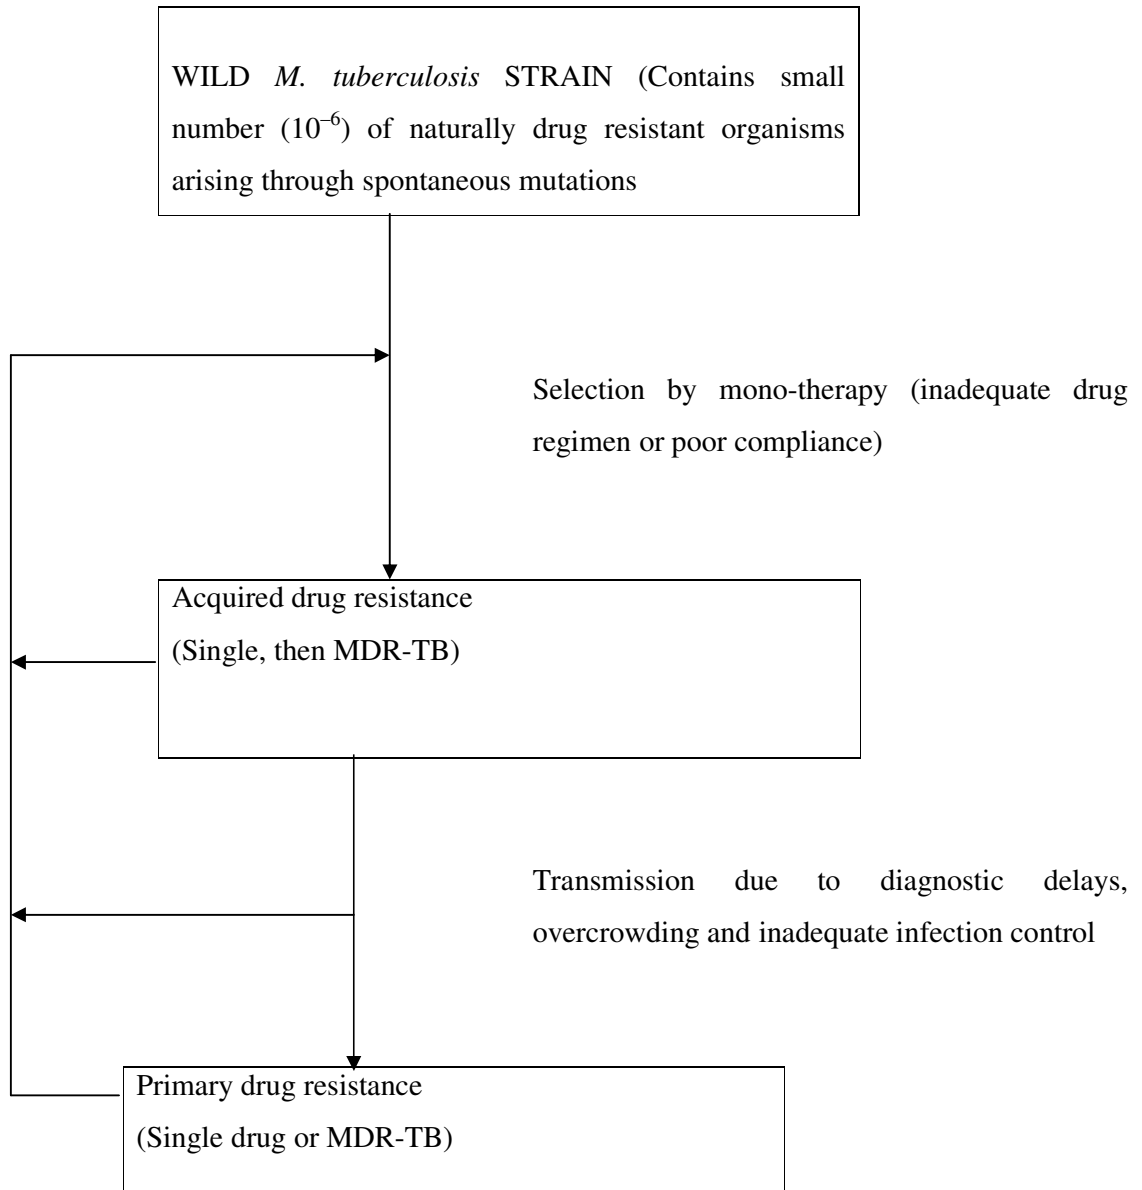 WILD M. tuberculosis STRAIN (Contains small
number (10⁻⁶) of naturally drug resistant organisms
arising through spontaneous mutations
Selection by mono-therapy (inadequate drug
regimen or poor compliance)
Acquired drug resistance
(Single, then MDR-TB)
Transmission due to diagnostic delays,
overcrowding and inadequate infection control
Primary drug resistance
(Single drug or MDR-TB)